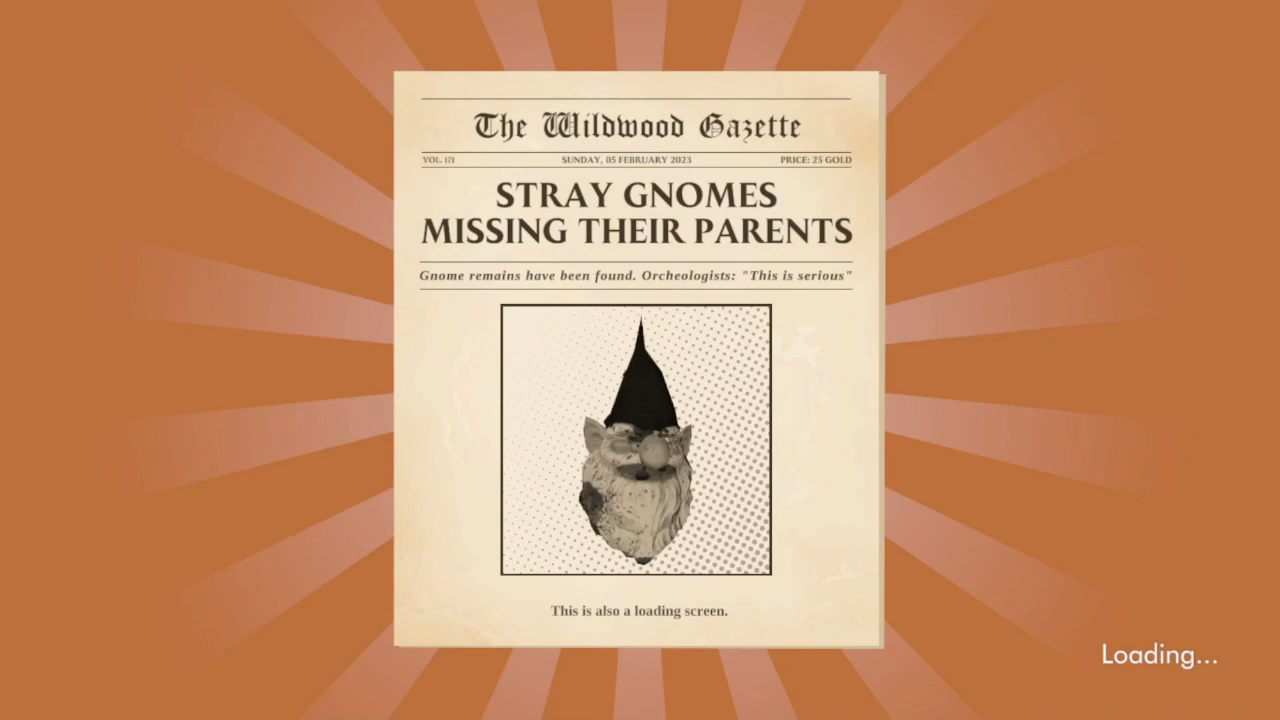 The Wildwood Gazette
VOL. 171 SUNDAY, 05 FEBRUARY 2023 PRICE: 25 GOLD
STRAY GNOMES
MISSING THEIR PARENTS
Gnome remains have been found. Orcheologists: "This is serious"
This is also a loading screen.
Loading...